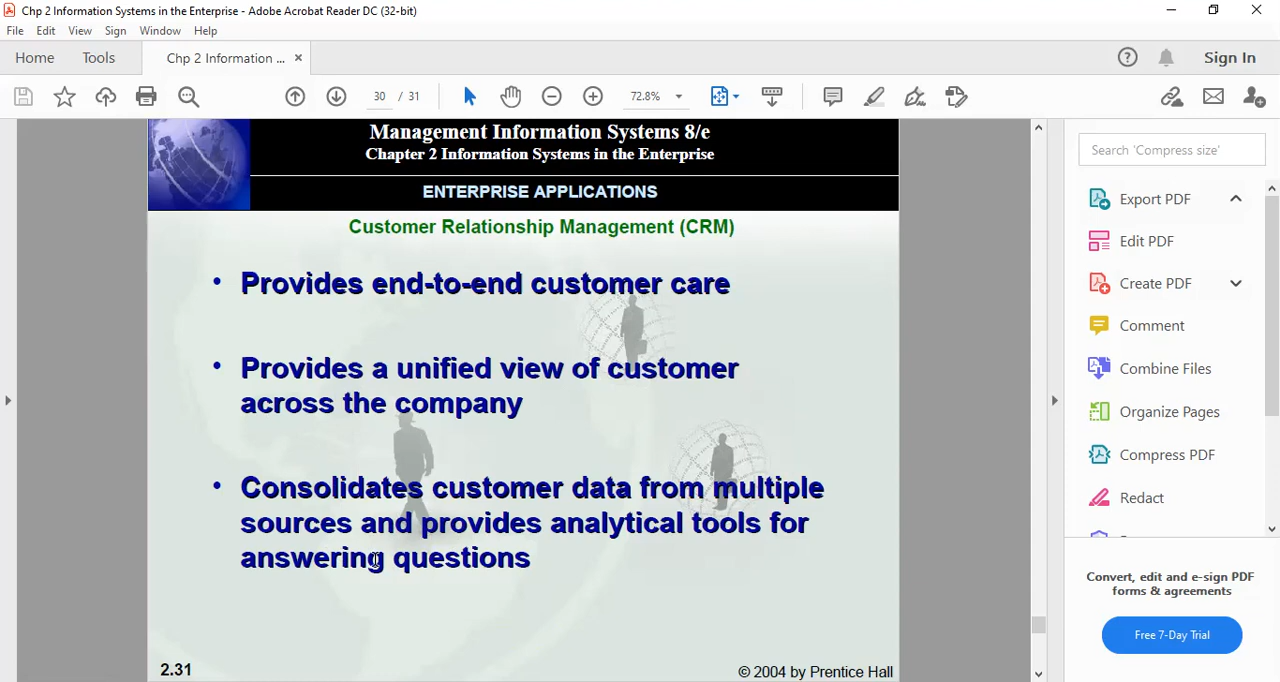 Chp 2 Information Systems in the Enterprise - Adobe Acrobat Reader DC (32-bit)
File Edit View Sign Window Help
Home Tools Chp 2 Information ... × Sign In
30 / 31 72.8%
Management Information Systems 8/e
Chapter 2 Information Systems in the Enterprise
ENTERPRISE APPLICATIONS
Customer Relationship Management (CRM)
• Provides end-to-end customer care
• Provides a unified view of customer
across the company
• Consolidates customer data from multiple
sources and provides analytical tools for
answering questions
2.31
© 2004 by Prentice Hall
Search 'Compress size'
Export PDF
Edit PDF
Create PDF
Comment
Combine Files
Organize Pages
Compress PDF
Redact
Convert, edit and e-sign PDF
forms & agreements
Free 7-Day Trial